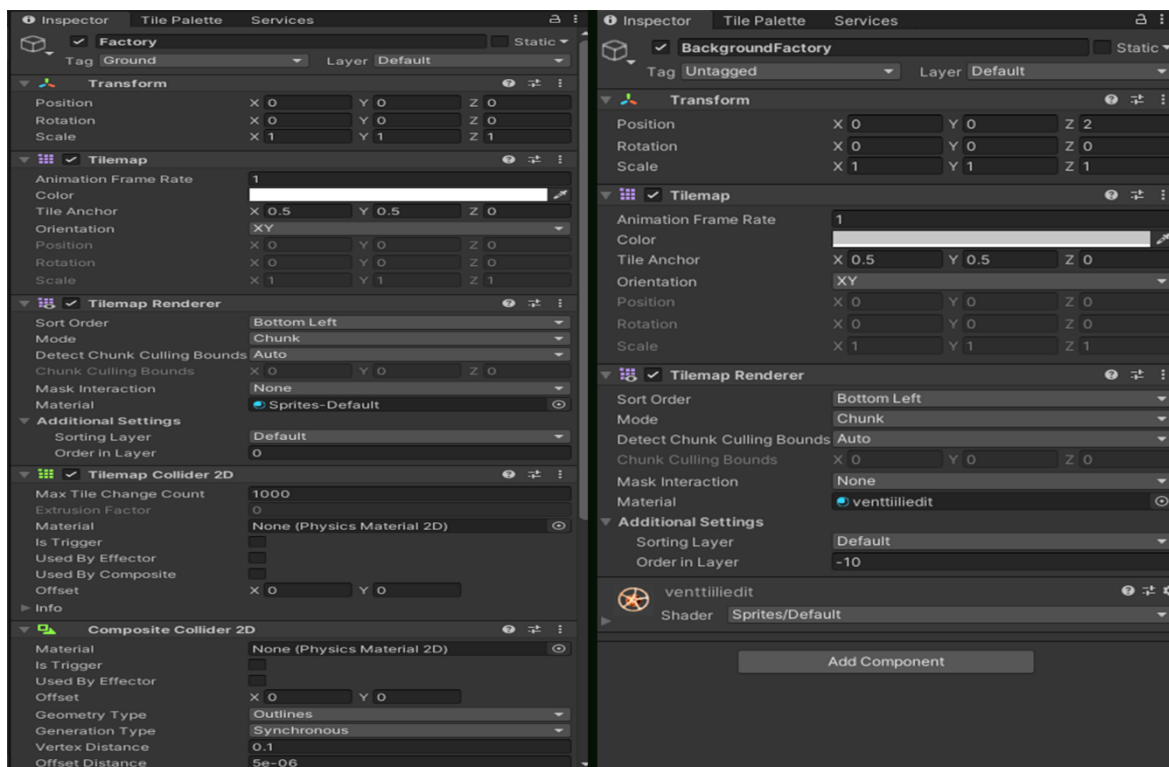 Inspector Tile Palette Services
Factory Static
Tag Ground Layer Default
Transform
Position X 0 Y 0 Z 0
Rotation X 0 Y 0 Z 0
Scale X 1 Y 1 Z 1
Tilemap
Animation Frame Rate 1
Color
Tile Anchor X 0.5 Y 0.5 Z 0
Orientation XY
Position X 0 Y 0 Z 0
Rotation X 0 Y 0 Z 0
Scale X 1 Y 1 Z 1
Tilemap Renderer
Sort Order Bottom Left
Mode Chunk
Detect Chunk Culling Bounds Auto
Chunk Culling Bounds X 0 Y 0 Z 0
Mask Interaction None
Material Sprites-Default
Additional Settings
Sorting Layer Default
Order in Layer 0
Tilemap Collider 2D
Max Tile Change Count 1000
Extrusion Factor 0
Material None (Physics Material 2D)
Is Trigger
Used By Effector
Used By Composite
Offset X 0 Y 0
Info
Composite Collider 2D
Material None (Physics Material 2D)
Is Trigger
Used By Effector
Offset X 0 Y 0
Geometry Type Outlines
Generation Type Synchronous
Vertex Distance 0.1
Offset Distance 5e-06
Inspector Tile Palette Services
BackgroundFactory Static
Tag Untagged Layer Default
Transform
Position X 0 Y 0 Z 2
Rotation X 0 Y 0 Z 0
Scale X 1 Y 1 Z 1
Tilemap
Animation Frame Rate 1
Color
Tile Anchor X 0.5 Y 0.5 Z 0
Orientation XY
Position X 0 Y 0 Z 0
Rotation X 0 Y 0 Z 0
Scale X 1 Y 1 Z 1
Tilemap Renderer
Sort Order Bottom Left
Mode Chunk
Detect Chunk Culling Bounds Auto
Chunk Culling Bounds X 0 Y 0 Z 0
Mask Interaction None
Material venttiiliedit
Additional Settings
Sorting Layer Default
Order in Layer -10
venttiiliedit
Shader Sprites/Default
Add Component